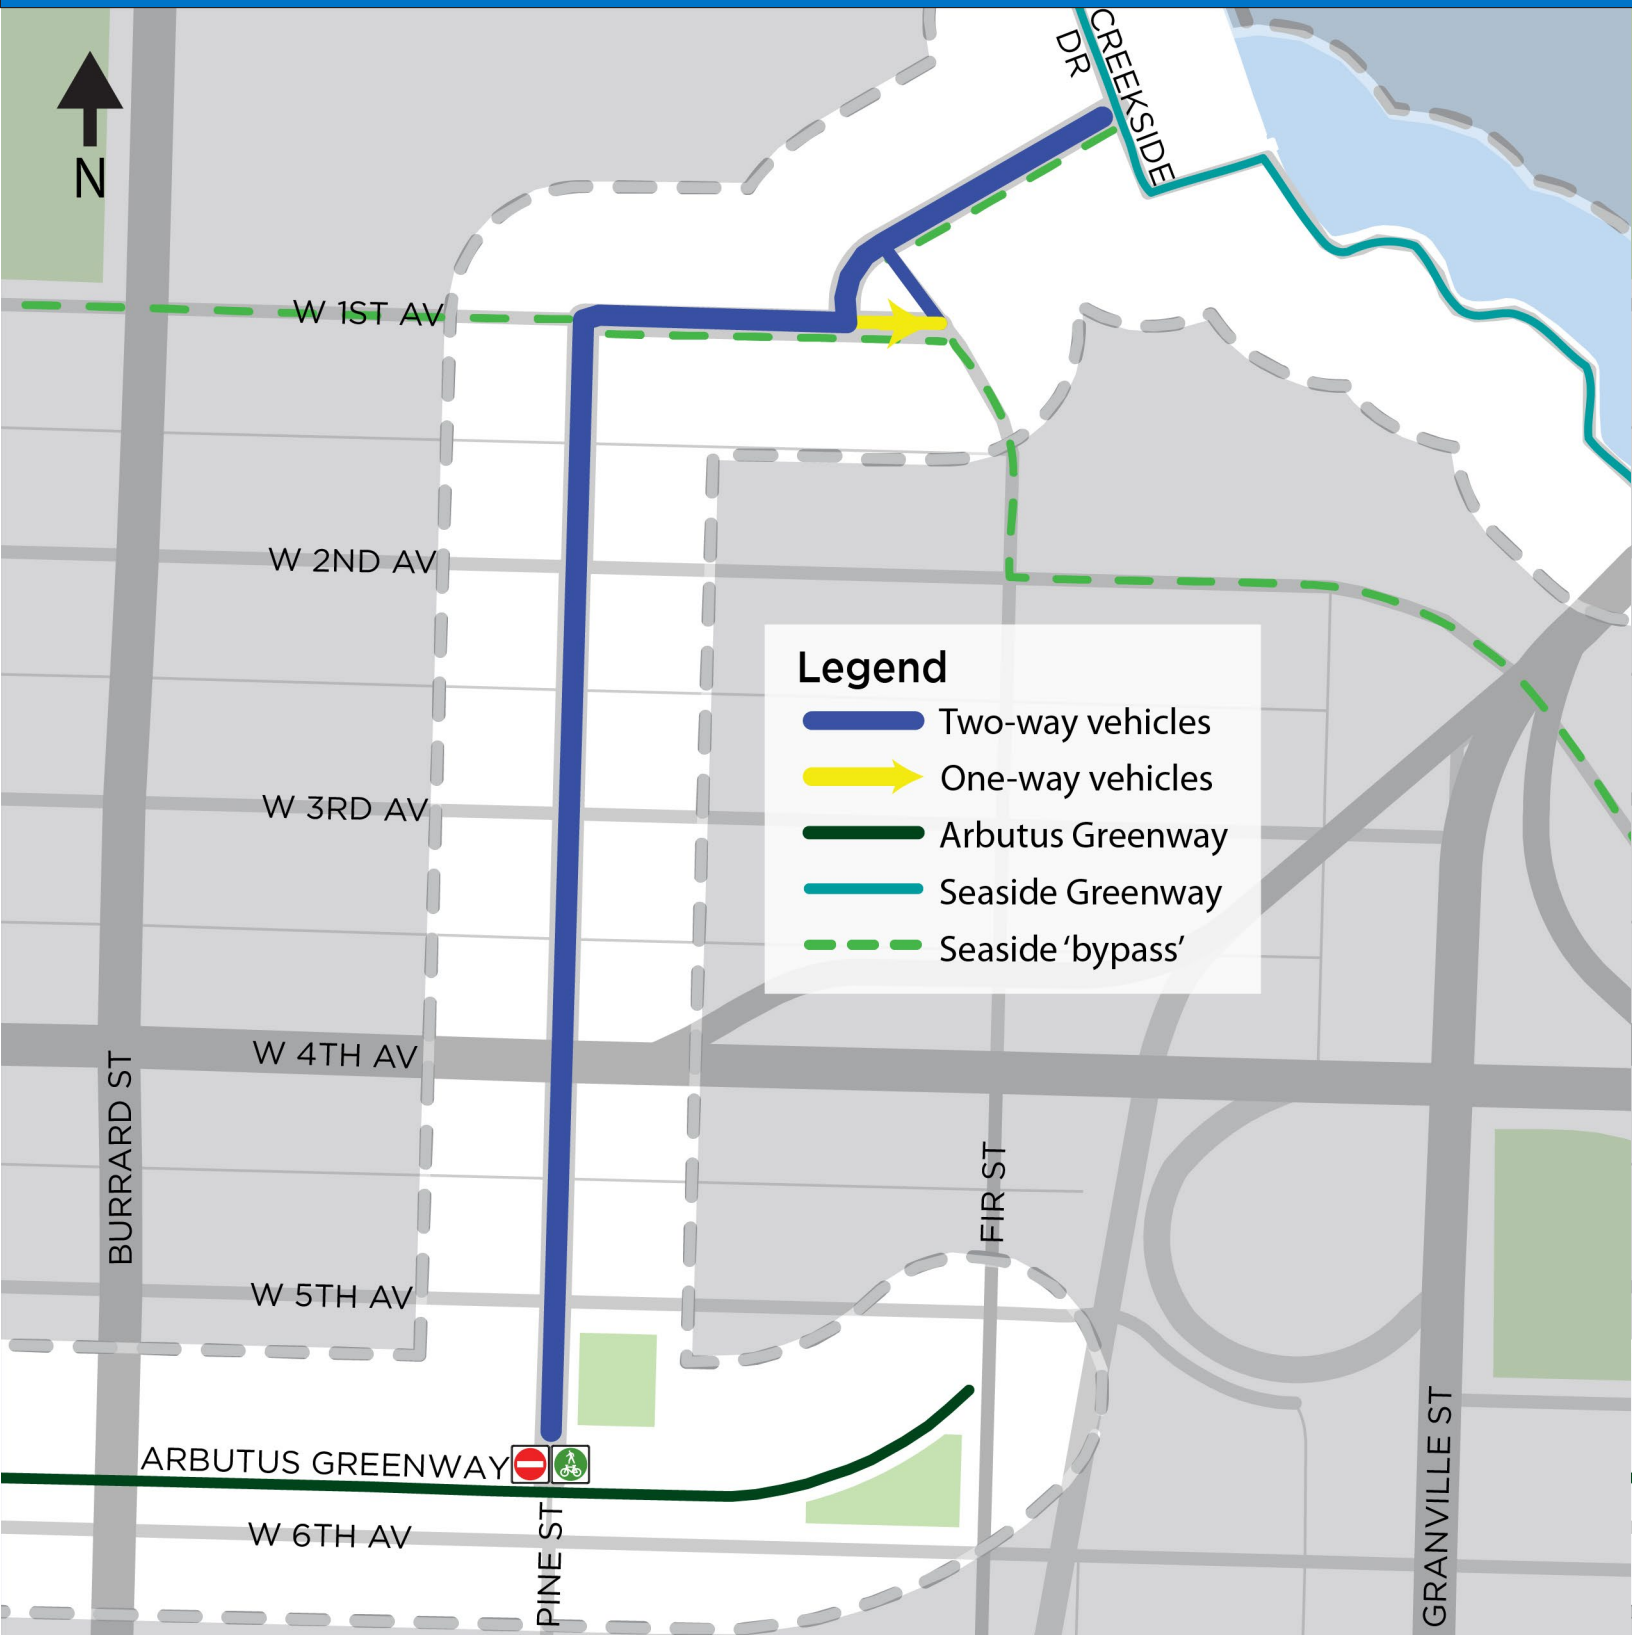 CREEKSIDE
DR
N
W 1ST AV
W 2ND AV
Legend
Two-way vehicles
One-way vehicles
W 3RD AV
Arbutus Greenway
Seaside Greenway
Seaside ‘bypass’
W 4TH AV
BURRARD ST
FIR ST
W 5TH AV
ARBUTUS GREENWAY
W 6TH AV
PINE ST
GRANVILLE ST